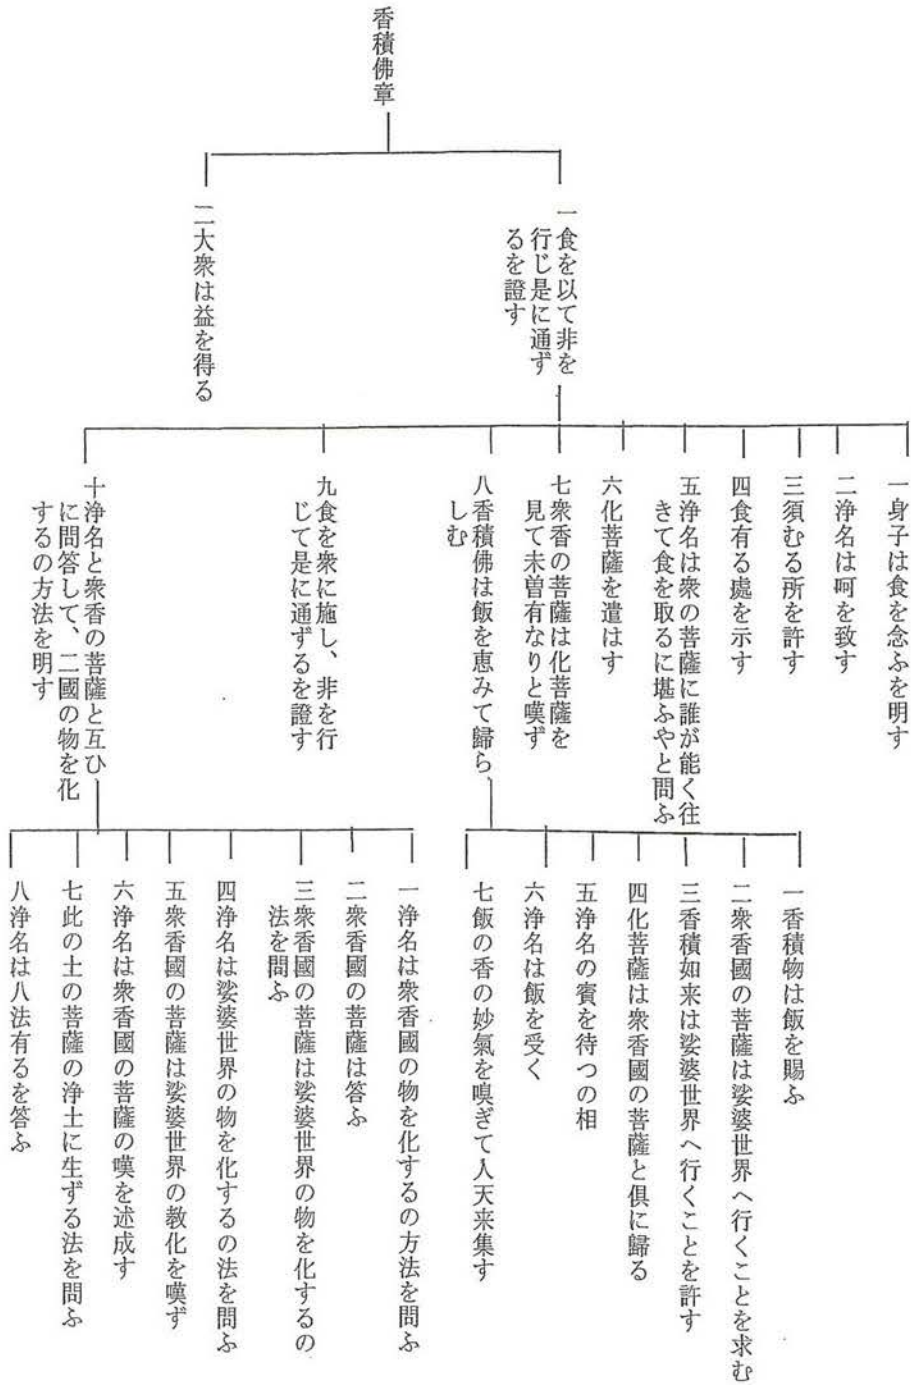 香積佛章
一食を以て非を
行じ是に通ず
るを證す
二大衆は益を得る
一身子は食を念ふを明す
二浄名は呵を致す
三須むる所を許す
四食有る處を示す
五浄名は衆の菩薩に誰が能く往
きて食を取るに堪ふやと問ふ
六化菩薩を遣はす
七衆香の菩薩は化菩薩を
見て未曽有なりと嘆ず
八香積佛は飯を恵みて歸ら
しむ
九食を衆に施し、非を行
じて是に通ずるを證す
十浄名と衆香の菩薩と互ひ
に問答して、二國の物を化
するの方法を明す
一香積物は飯を賜ふ
二衆香國の菩薩は娑婆世界へ行くことを求む
三香積如来は娑婆世界へ行くことを許す
四化菩薩は衆香國の菩薩と倶に歸る
五浄名の賓を待つの相
六浄名は飯を受く
七飯の香の妙氣を嗅ぎて人天来集す
一浄名は衆香國の物を化するの方法を問ふ
二衆香國の菩薩は答ふ
三衆香國の菩薩は娑婆世界の物を化するの
法を問ふ
四浄名は娑婆世界の物を化するの法を問ふ
五衆香國の菩薩は娑婆世界の教化を嘆ず
六浄名は衆香國の菩薩の嘆を述成す
七此の土の菩薩の浄土に生ずる法を問ふ
八浄名は八法有るを答ふ